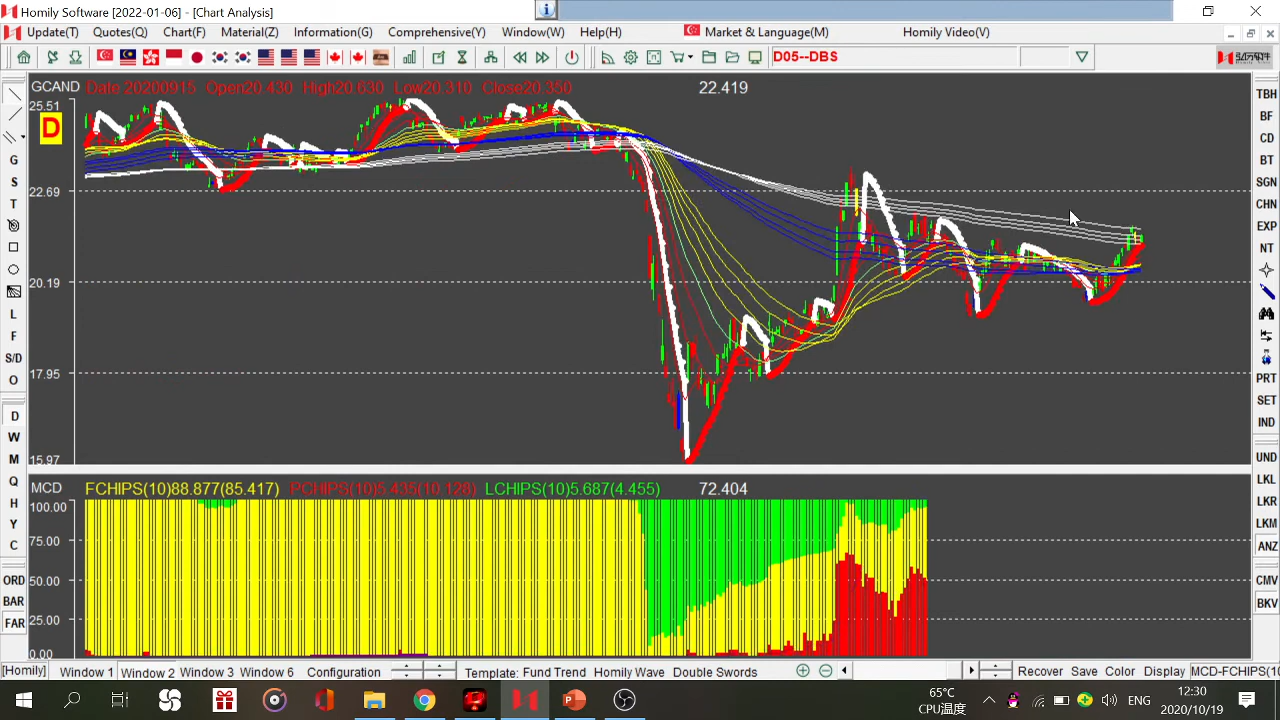 Homily Software [2022-01-06] - [Chart Analysis]
Update(T) Quotes(Q) Chart(F) Material(Z) Information(G) Comprehensive(Y) Window(W) Help(H) Market & Language(M) Homily Video(V)
D05--DBS
GCAND Date 20200915 Open20.430 High20.630 Low20.310 Close20.350 22.419
25.51
D
22.69
20.19
17.95
15.97
MCD FCHIPS(10)88.877(85.417) PCHIPS(10)5.435(10.128) LCHIPS(10)5.687(4.455) 72.404
100.00
75.00
50.00
25.00
0.00
G
S
T
L
F
S/D
O
D
W
M
Q
H
Y
C
ORD
BAR
FAR
TBH
BF
CD
BT
SGN
CHN
EXP
NT
PRT
SET
IND
UND
LKL
LKR
LKM
ANZ
CMV
BKV
[Homily] Window 1 Window 2 Window 3 Window 6 Configuration Template: Fund Trend Homily Wave Double Swords Recover Save Color Display MCD-FCHIPS(1
65°C
CPU温度
ENG
12:30
2020/10/19